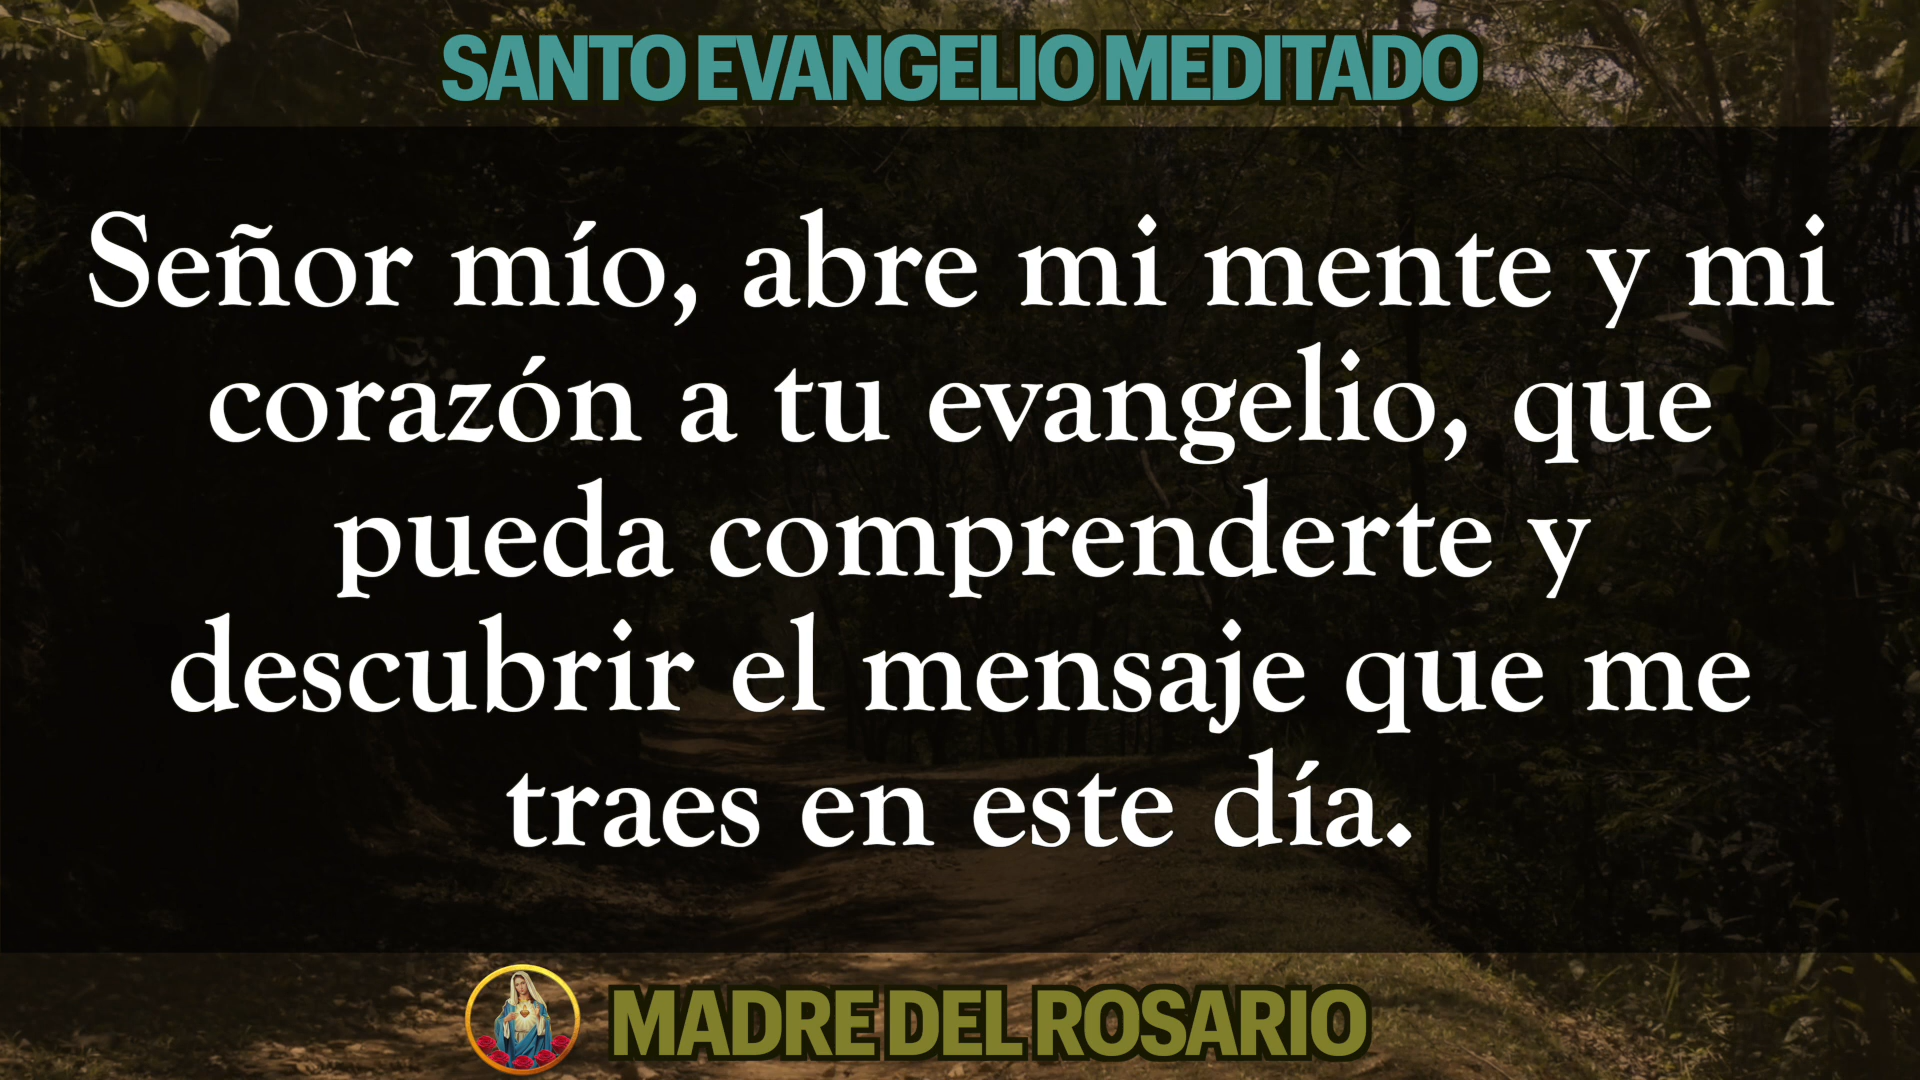 SANTO EVANGELIO MEDITADO
Señor mío, abre mi mente y mi
corazón a tu evangelio, que
pueda comprenderte y
descubrir el mensaje que me
traes en este día.
MADRE DEL ROSARIO